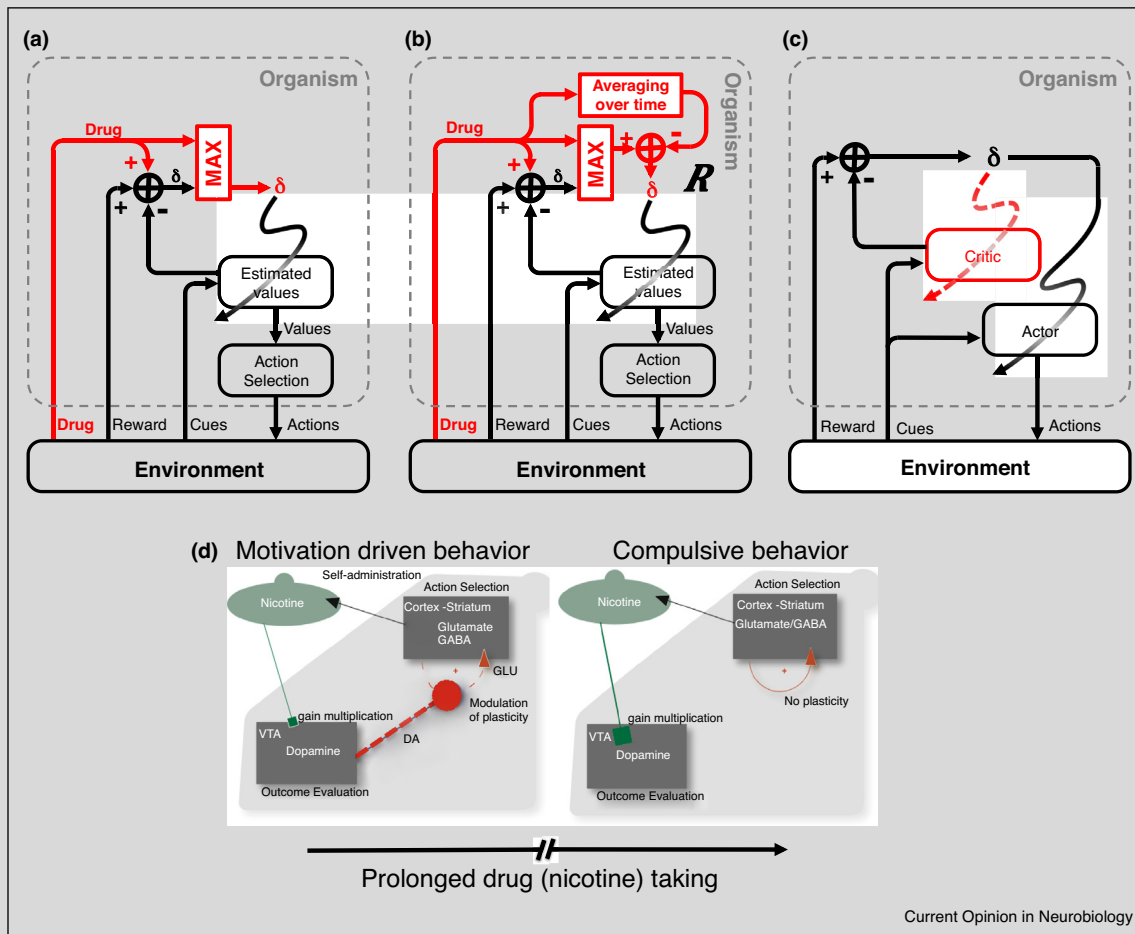 (a)
Organism
Drug
+
MAX
δ
δ
+
-
Estimated
values
Values
Action
Selection
Drug
Reward
Cues
Actions
Environment
(b)
Organism
Averaging
over time
Drug
+
MAX
+
-
δ
δ
R
+
-
Estimated
values
Values
Action
Selection
Drug
Reward
Cues
Actions
Environment
(c)
Organism
δ
+
-
Critic
Actor
Reward
Cues
Actions
Environment
(d) Motivation driven behavior
Self-administration
Action Selection
Nicotine
Cortex -Striatum
Glutamate
GABA
+
GLU
Modulation
of plasticity
gain multiplication
VTA
DA
Dopamine
Outcome Evaluation
Compulsive behavior
Action Selection
Nicotine
Cortex -Striatum
Glutamate/GABA
+
No plasticity
gain multiplication
VTA
Dopamine
Outcome Evaluation
Prolonged drug (nicotine) taking
Current Opinion in Neurobiology